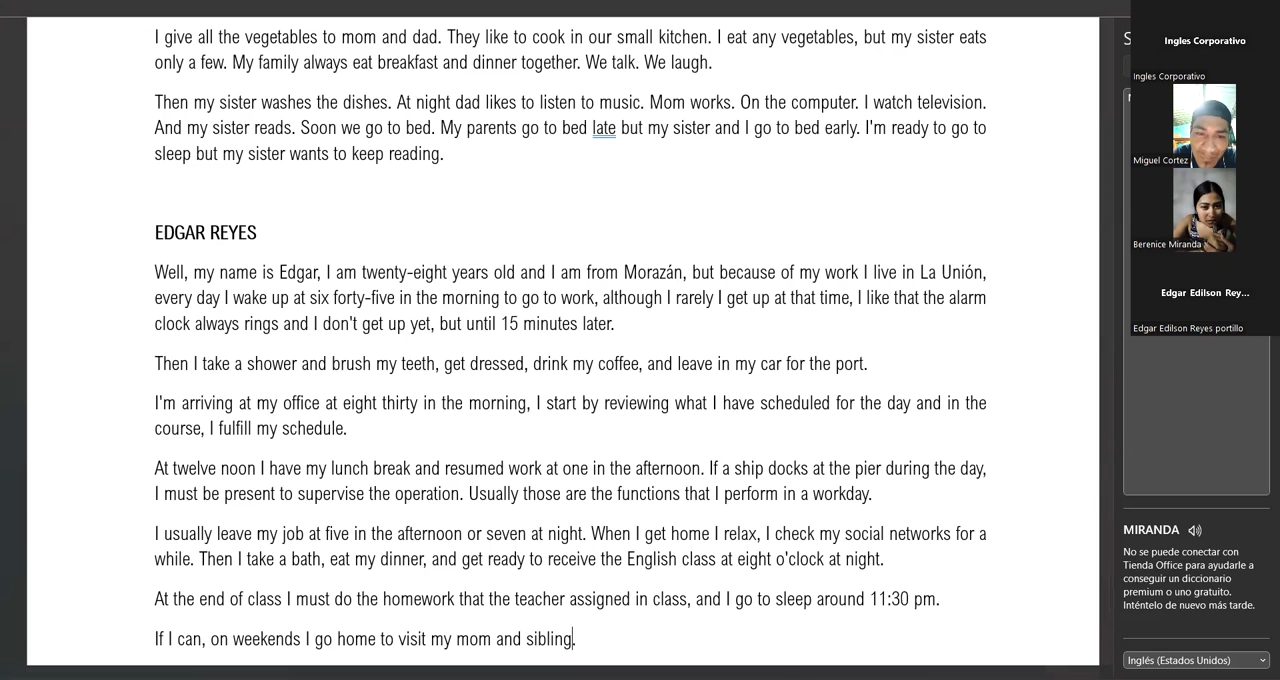 I give all the vegetables to mom and dad. They like to cook in our small kitchen. I eat any vegetables, but my sister eats
only a few. My family always eat breakfast and dinner together. We talk. We laugh.
Then my sister washes the dishes. At night dad likes to listen to music. Mom works. On the computer. I watch television.
And my sister reads. Soon we go to bed. My parents go to bed late but my sister and I go to bed early. I'm ready to go to
sleep but my sister wants to keep reading.
EDGAR REYES
Well, my name is Edgar, I am twenty-eight years old and I am from Morazán, but because of my work I live in La Unión,
every day I wake up at six forty-five in the morning to go to work, although I rarely I get up at that time, I like that the alarm
clock always rings and I don't get up yet, but until 15 minutes later.
Then I take a shower and brush my teeth, get dressed, drink my coffee, and leave in my car for the port.
I'm arriving at my office at eight thirty in the morning, I start by reviewing what I have scheduled for the day and in the
course, I fulfill my schedule.
At twelve noon I have my lunch break and resumed work at one in the afternoon. If a ship docks at the pier during the day,
I must be present to supervise the operation. Usually those are the functions that I perform in a workday.
I usually leave my job at five in the afternoon or seven at night. When I get home I relax, I check my social networks for a
while. Then I take a bath, eat my dinner, and get ready to receive the English class at eight o'clock at night.
At the end of class I must do the homework that the teacher assigned in class, and I go to sleep around 11:30 pm.
If I can, on weekends I go home to visit my mom and sibling.
Ingles Corporativo
Ingles Corporativo
Miguel Cortez
Berenice Miranda
Edgar Edilson Rey...
Edgar Edilson Reyes portillo
MIRANDA
No se puede conectar con
Tienda Office para ayudarle a
conseguir un diccionario
premium o uno gratuito.
Inténtelo de nuevo más tarde.
Inglés (Estados Unidos)